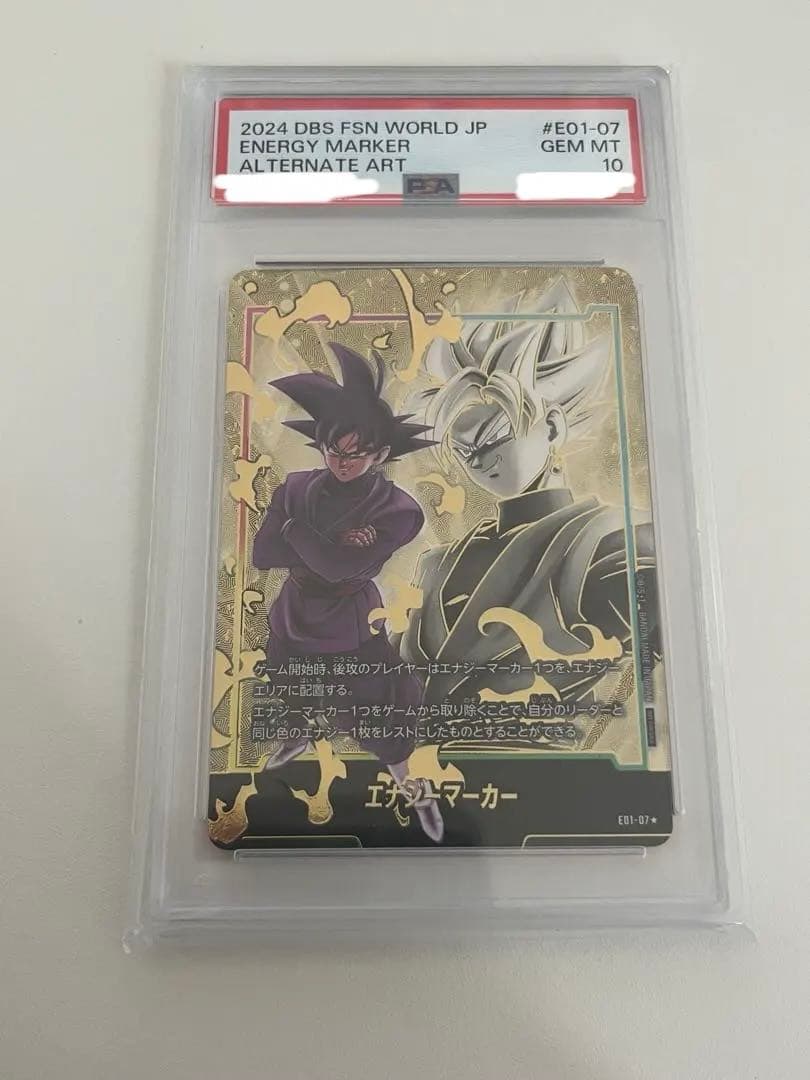 2024 DBS FSN WORLD JP #E01-07
ENERGY MARKER GEM MT
ALTERNATE ART 10
PSA
ゲーム開始時、後攻のプレイヤーはエナジーマーカー1つを、エナジー
エリアに配置する。
エナジーマーカー1つをゲームから取り除くことで、自分のリーダーと
同じ色のエナジー1枚をレストにしたものとすることができる。
エナジーマーカー
E01-07★
BANDAI MADE IN JAPAN